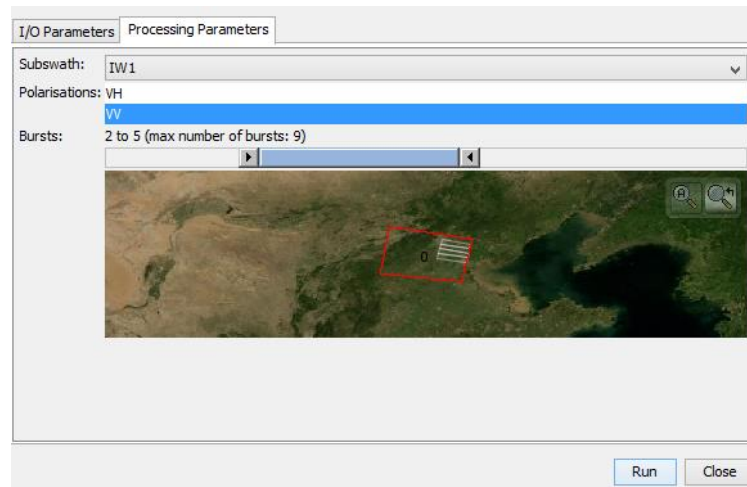 I/O Parameters Processing Parameters
Subswath: IW1
Polarisations: VH
VV
Bursts: 2 to 5 (max number of bursts: 9)
0
Run Close